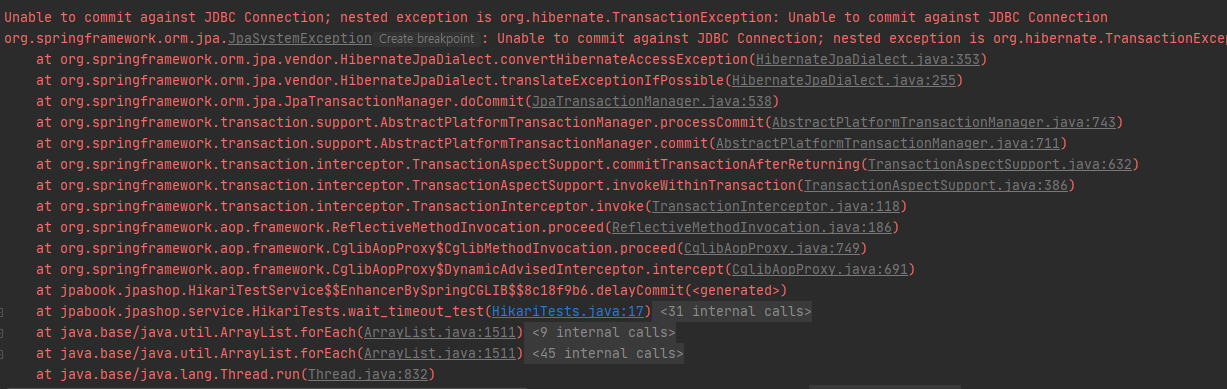 Unable to commit against JDBC Connection; nested exception is org.hibernate.TransactionException: Unable to commit against JDBC Connection
org.springframework.orm.jpa.JpaSystemException Create breakpoint : Unable to commit against JDBC Connection; nested exception is org.hibernate.TransactionExce
at org.springframework.orm.jpa.vendor.HibernateJpaDialect.convertHibernateAccessException(HibernateJpaDialect.java:353)
at org.springframework.orm.jpa.vendor.HibernateJpaDialect.translateExceptionIfPossible(HibernateJpaDialect.java:255)
at org.springframework.orm.jpa.JpaTransactionManager.doCommit(JpaTransactionManager.java:538)
at org.springframework.transaction.support.AbstractPlatformTransactionManager.processCommit(AbstractPlatformTransactionManager.java:743)
at org.springframework.transaction.support.AbstractPlatformTransactionManager.commit(AbstractPlatformTransactionManager.java:711)
at org.springframework.transaction.interceptor.TransactionAspectSupport.commitTransactionAfterReturning(TransactionAspectSupport.java:632)
at org.springframework.transaction.interceptor.TransactionAspectSupport.invokeWithinTransaction(TransactionAspectSupport.java:386)
at org.springframework.transaction.interceptor.TransactionInterceptor.invoke(TransactionInterceptor.java:118)
at org.springframework.aop.framework.ReflectiveMethodInvocation.proceed(ReflectiveMethodInvocation.java:186)
at org.springframework.aop.framework.CglibAopProxy$CglibMethodInvocation.proceed(CglibAopProxy.java:749)
at org.springframework.aop.framework.CglibAopProxy$DynamicAdvisedInterceptor.intercept(CglibAopProxy.java:691)
at jpabook.jpashop.HikariTestService$$EnhancerBySpringCGLIB$$8c18f9b6.delayCommit(<generated>)
at jpabook.jpashop.service.HikariTests.wait_timeout_test(HikariTests.java:17) <31 internal calls>
at java.base/java.util.ArrayList.forEach(ArrayList.java:1511) <9 internal calls>
at java.base/java.util.ArrayList.forEach(ArrayList.java:1511) <45 internal calls>
at java.base/java.lang.Thread.run(Thread.java:832)